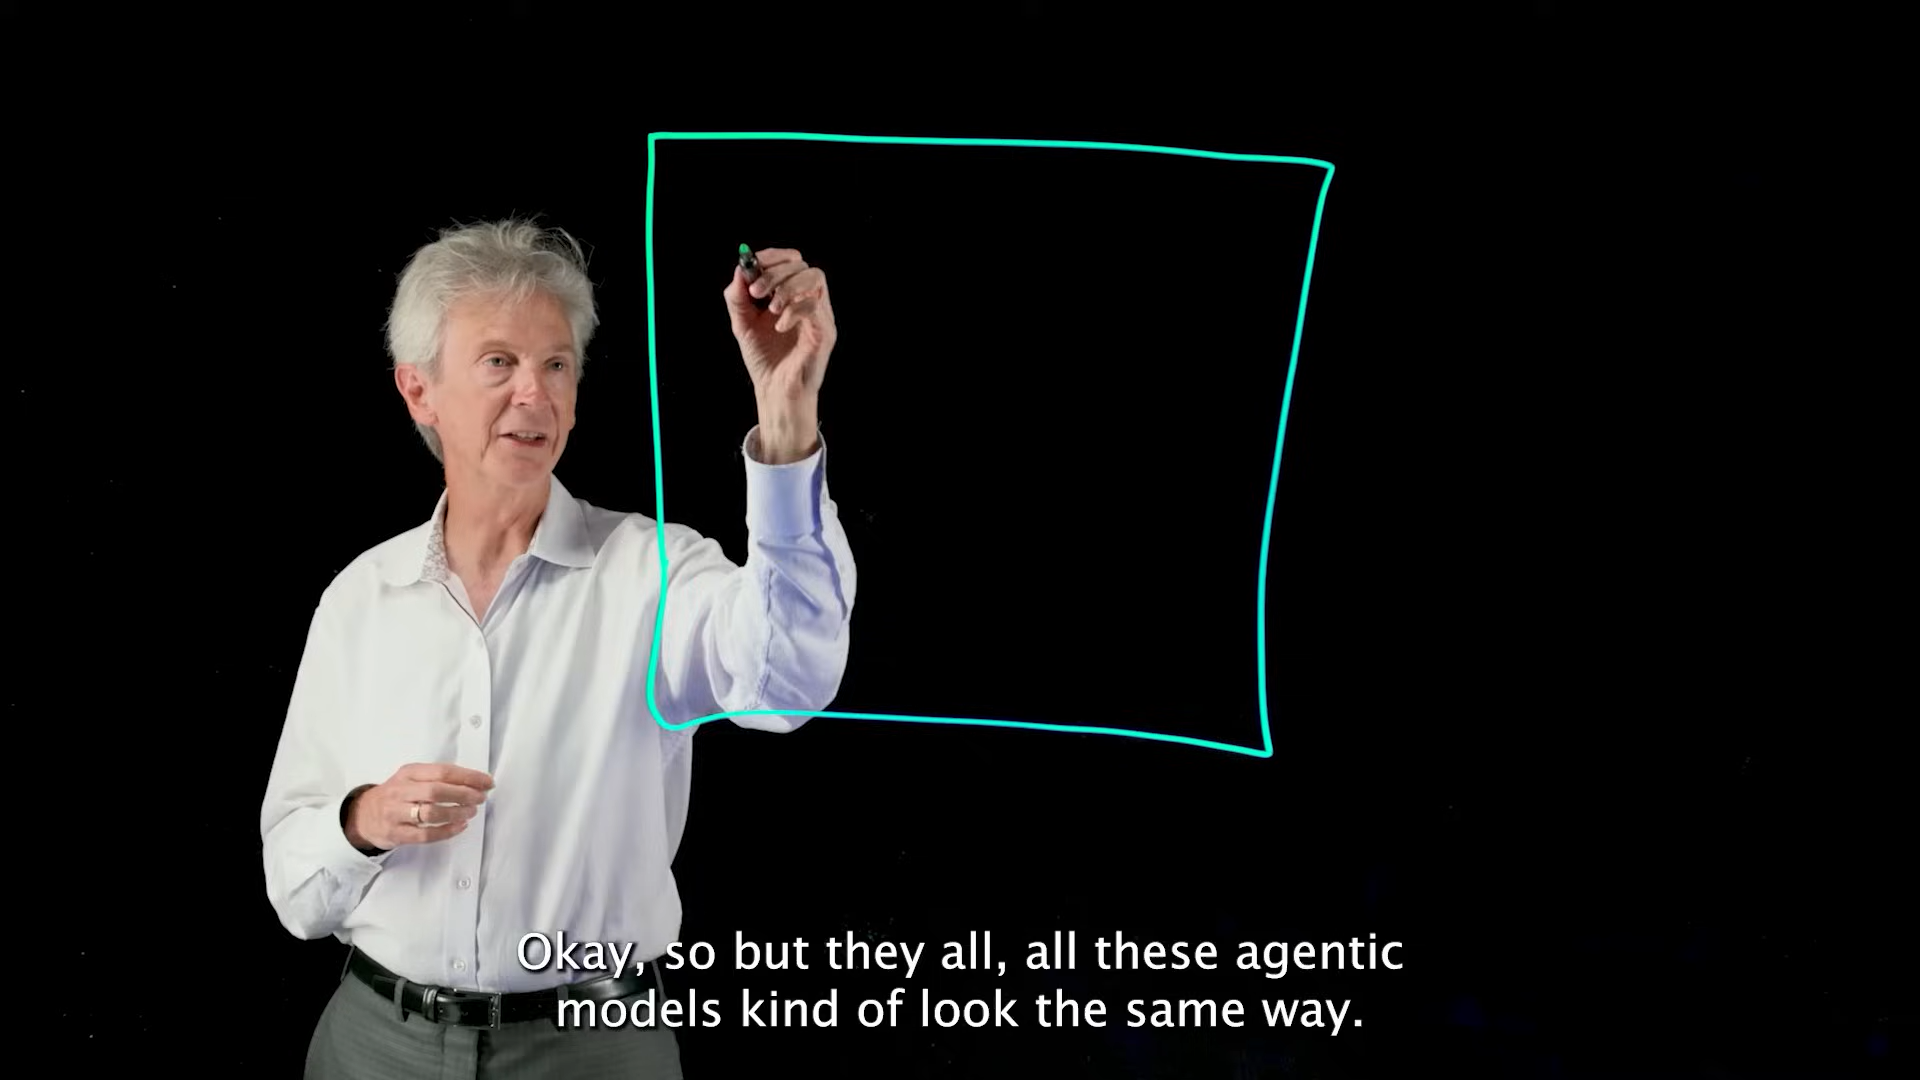 Okay, so but they all, all these agentic
models kind of look the same way.